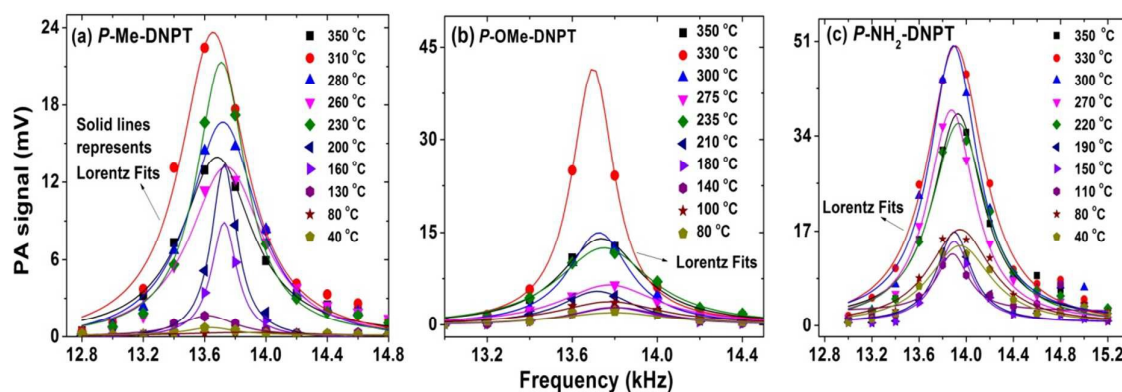 (a) P-Me-DNPT
350 °C
310 °C
280 °C
260 °C
230 °C
200 °C
160 °C
130 °C
80 °C
40 °C
Solid lines
represents
Lorentz Fits
PA signal (mV)
30
24
18
12
6
0
12.8
13.2
13.6
14.0
14.4
14.8
(b) P-OMe-DNPT
350 °C
330 °C
300 °C
275 °C
235 °C
210 °C
180 °C
140 °C
100 °C
80 °C
Lorentz Fits
45
30
15
0
13.2
13.6
14.0
14.4
(c) P-NH2-DNPT
350 °C
330 °C
300 °C
270 °C
220 °C
190 °C
150 °C
110 °C
80 °C
40 °C
Lorentz Fits
51
34
17
0
12.8
13.2
13.6
14.0
14.4
14.8
15.2
Frequency (kHz)